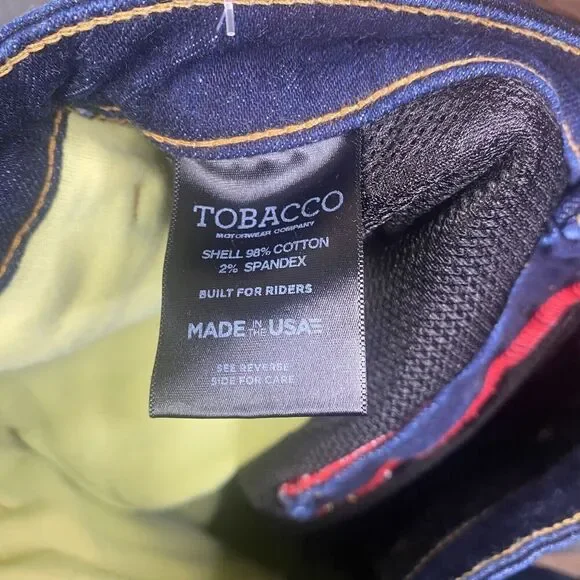 TOBACCO
MOTORWEAR COMPANY
SHELL 98% COTTON
2% SPANDEX
BUILT FOR RIDERS
MADE IN THE USA
SEE REVERSE
SIDE FOR CARE